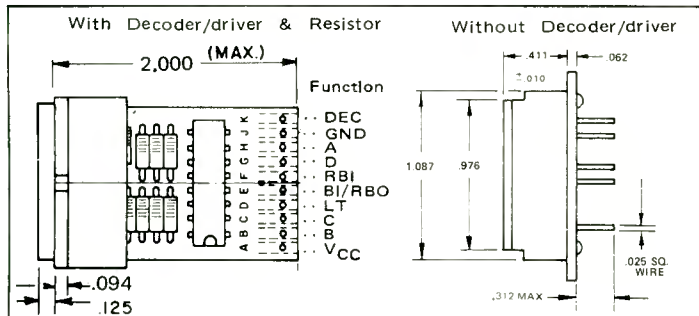 With Decoder/driver & Resistor
(MAX.)
2,000
Function
K DEC
J GND
H A
G D
F RBI
E BI/RBO
D LT
C C
B B
A VCC
.094
.125
Without Decoder/driver
.411
.062
±.010
1.087
.976
.025 SQ.
WIRE
.312 MAX